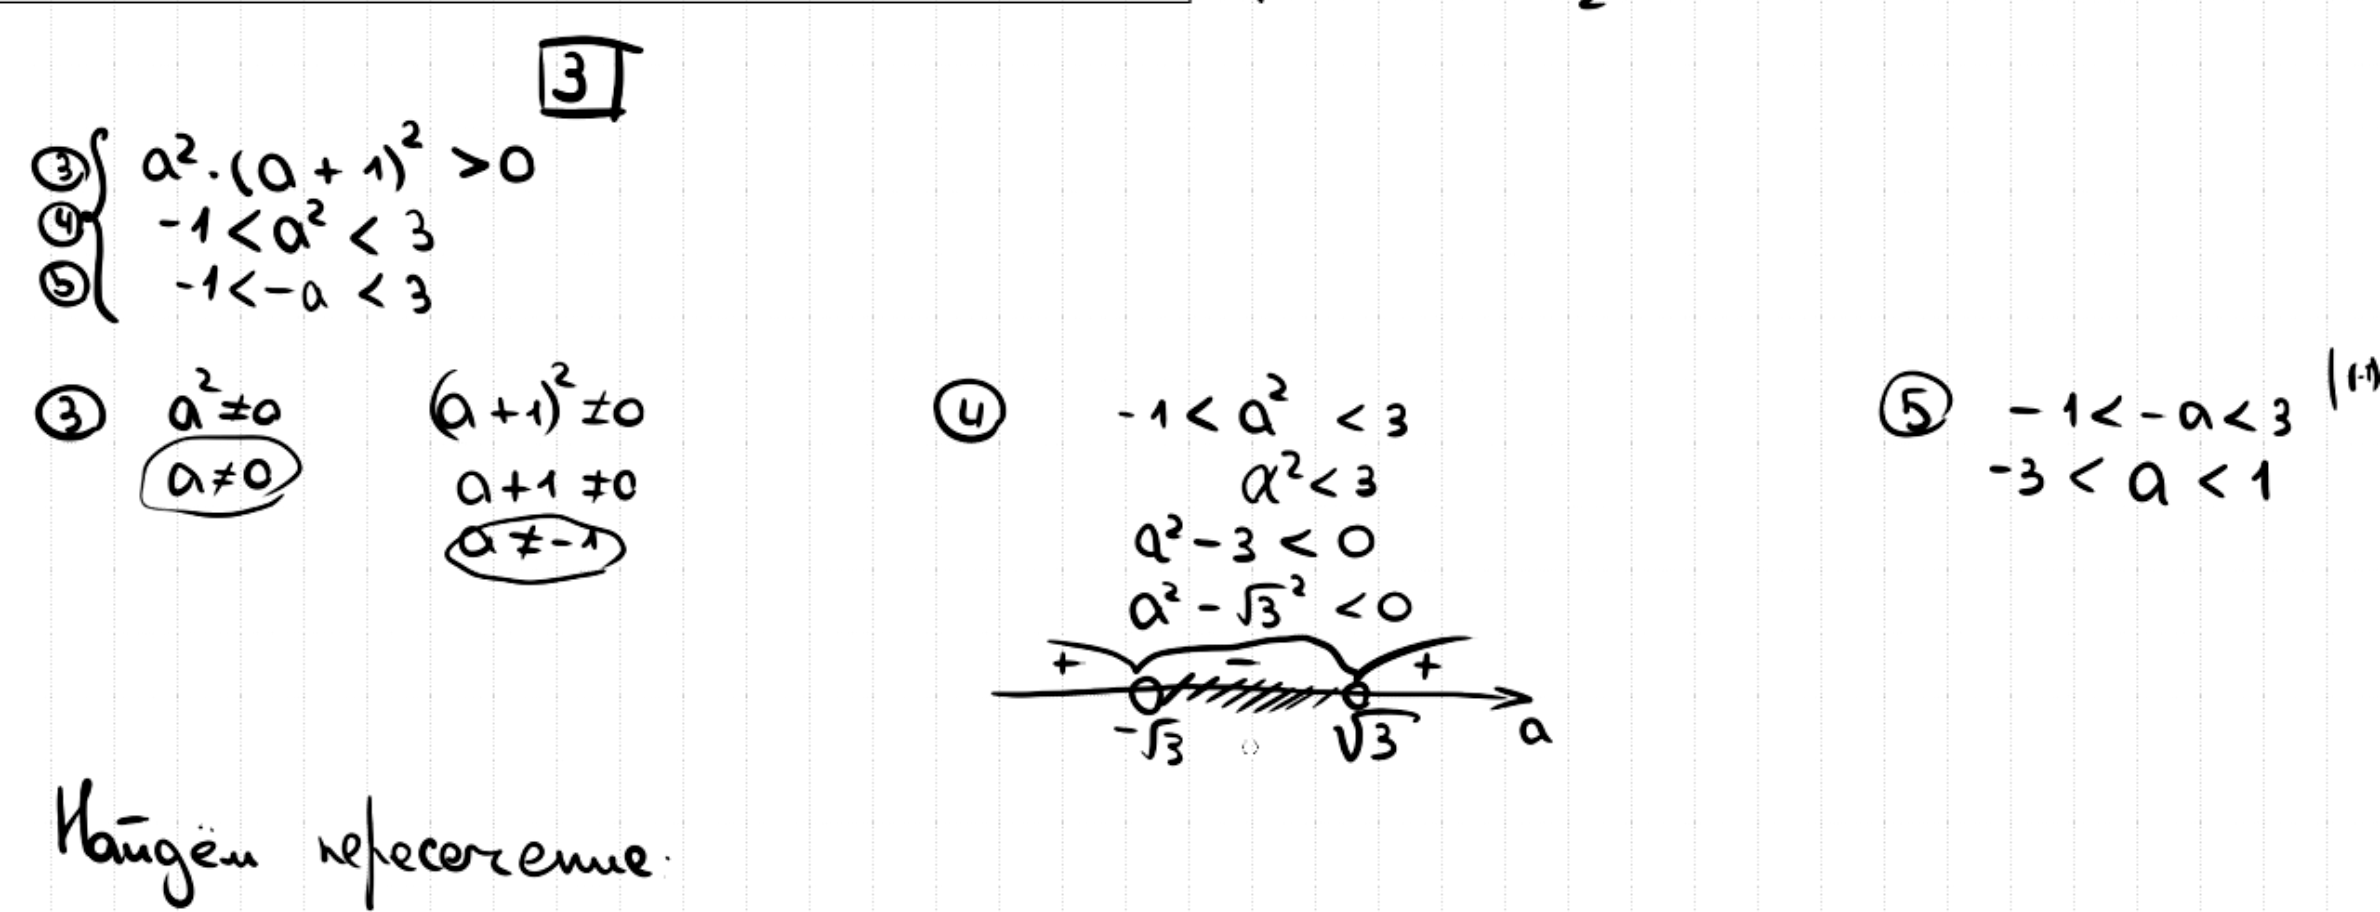 3
③ { a² · (a + 1)² > 0
④ -1 < a² < 3
⑤ -1 < -a < 3
③ a² ≠ 0 (a + 1)² ≠ 0
a ≠ 0 a + 1 ≠ 0
a ≠ -1
④ -1 < a² < 3
a² < 3
a² - 3 < 0
a² - √3² < 0
+ - +
-√3 √3 a
⑤ -1 < -a < 3 |(-1)
-3 < a < 1
Найдём пересечение: